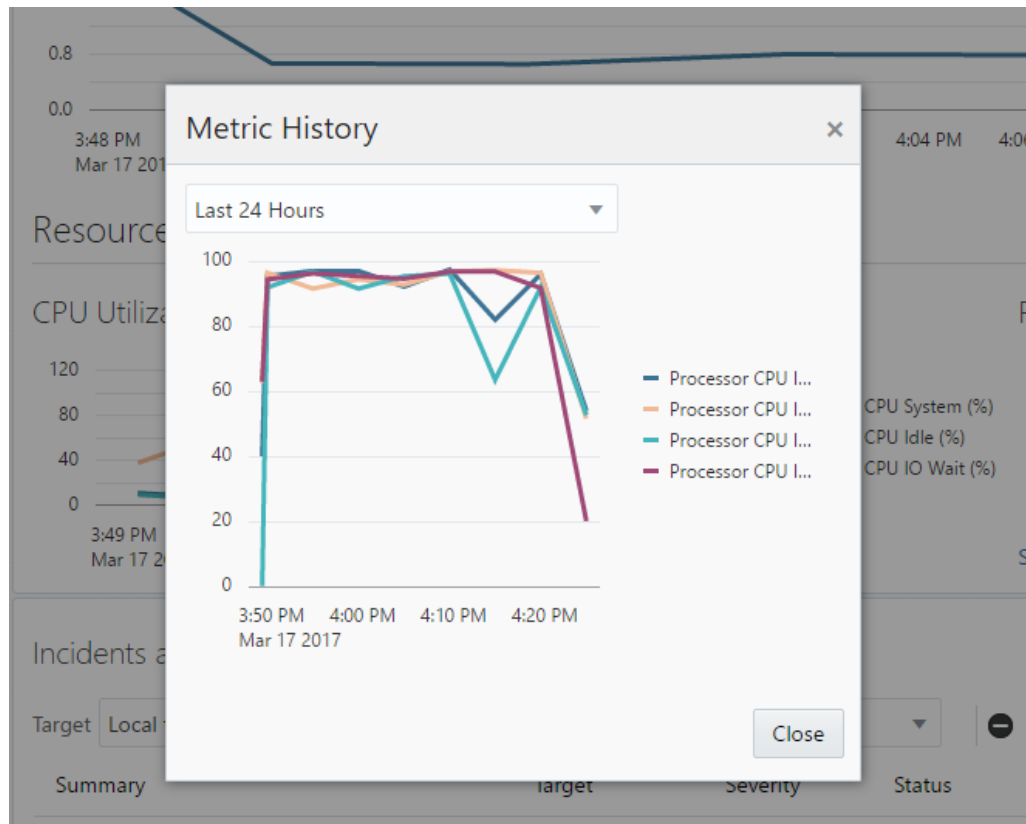 0.8
0.0
3:48 PM
Mar 17 201
4:04 PM
4:0
Metric History
×
Last 24 Hours
Resource
CPU Utiliza
120
80
40
0
3:49 PM
Mar 17 2
CPU System (%)
CPU Idle (%)
CPU IO Wait (%)
100
80
60
40
20
0
3:50 PM 4:00 PM 4:10 PM 4:20 PM
Mar 17 2017
Processor CPU I...
Processor CPU I...
Processor CPU I...
Processor CPU I...
Incidents a
Target Local
Close
Summary Target Severity Status